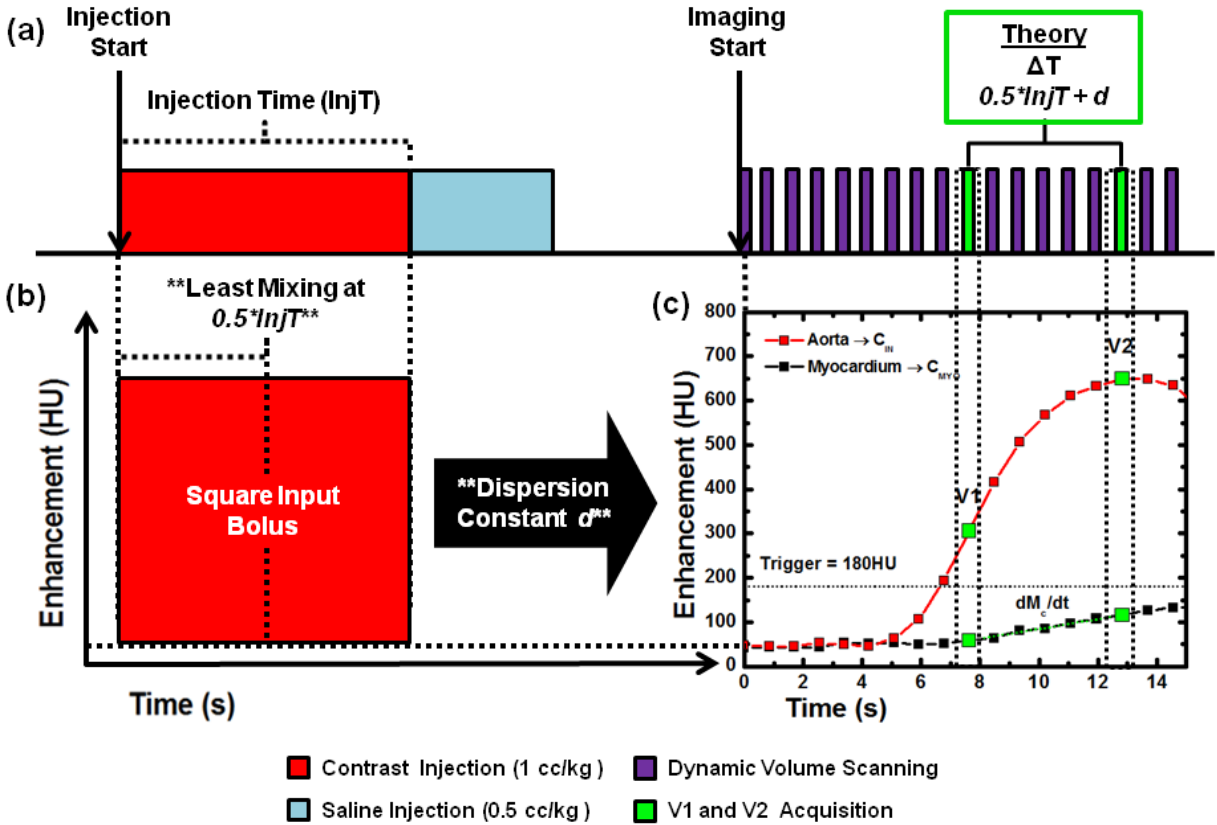 (a)
Injection
Start
Injection Time (InjT)
Imaging
Start
Theory
ΔT
0.5*InjT + d
(b)
**Least Mixing at
0.5*InjT**
Enhancement (HU)
Square Input
Bolus
Time (s)
**Dispersion
Constant d**
(c)
Enhancement (HU)
800
700
600
500
400
300
200
100
0
Aorta → C_IN
Myocardium → C_MYO
V2
V1
Trigger = 180HU
dM_c/dt
0 2 4 6 8 10 12 14
Time (s)
Contrast Injection (1 cc/kg )
Dynamic Volume Scanning
Saline Injection (0.5 cc/kg )
V1 and V2 Acquisition